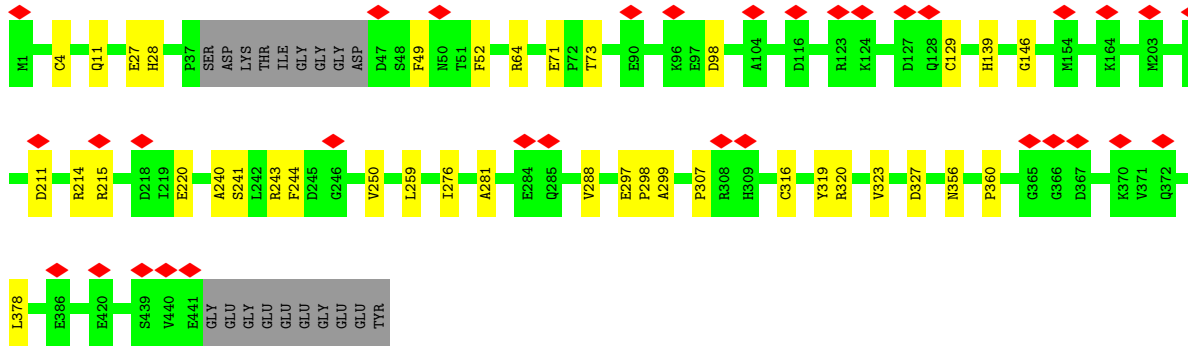 M1 C4 Q11 E27 H28 P37 SER ASP LYS THR ILE GLY GLY GLY ASP D47 S48 F49 N50 T51 F52 R64 E71 P72 T73 E90 K96 E97 D98 A104 D116 R123 K124 D127 Q128 C129 H139 G146 M154 K164 M203
D211 R214 R215 D218 I219 E220 A240 S241 L242 R243 F244 D245 G246 V250 L259 I276 A281 E284 Q285 V288 E297 P298 A299 P307 R308 H309 C316 Y319 R320 V323 D327 N356 P360 G365 G366 D367 K370 V371 Q372
L378 E386 E420 S439 V440 E441 GLY GLU GLY GLU GLU GLU GLY GLU GLU TYR